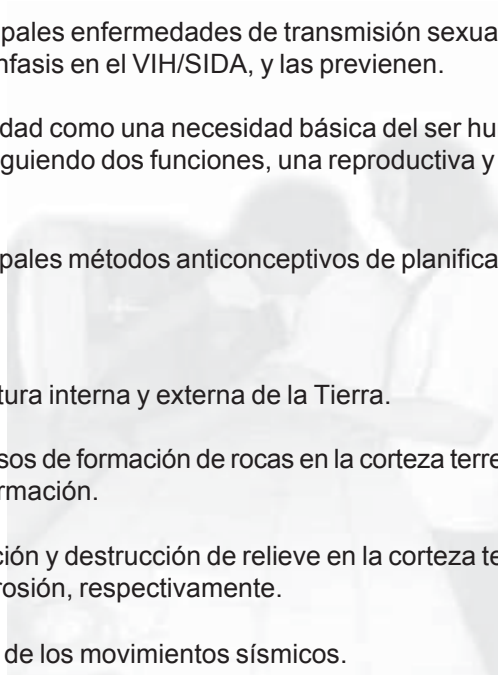 pales enfermedades de transmisión sexua
nfasis en el VIH/SIDA, y las previenen.
dad como una necesidad básica del ser hu
guiendo dos funciones, una reproductiva y
pales métodos anticonceptivos de planifica
tura interna y externa de la Tierra.
sos de formación de rocas en la corteza terre
rmación.
ción y destrucción de relieve en la corteza te
rosión, respectivamente.
de los movimientos sísmicos.